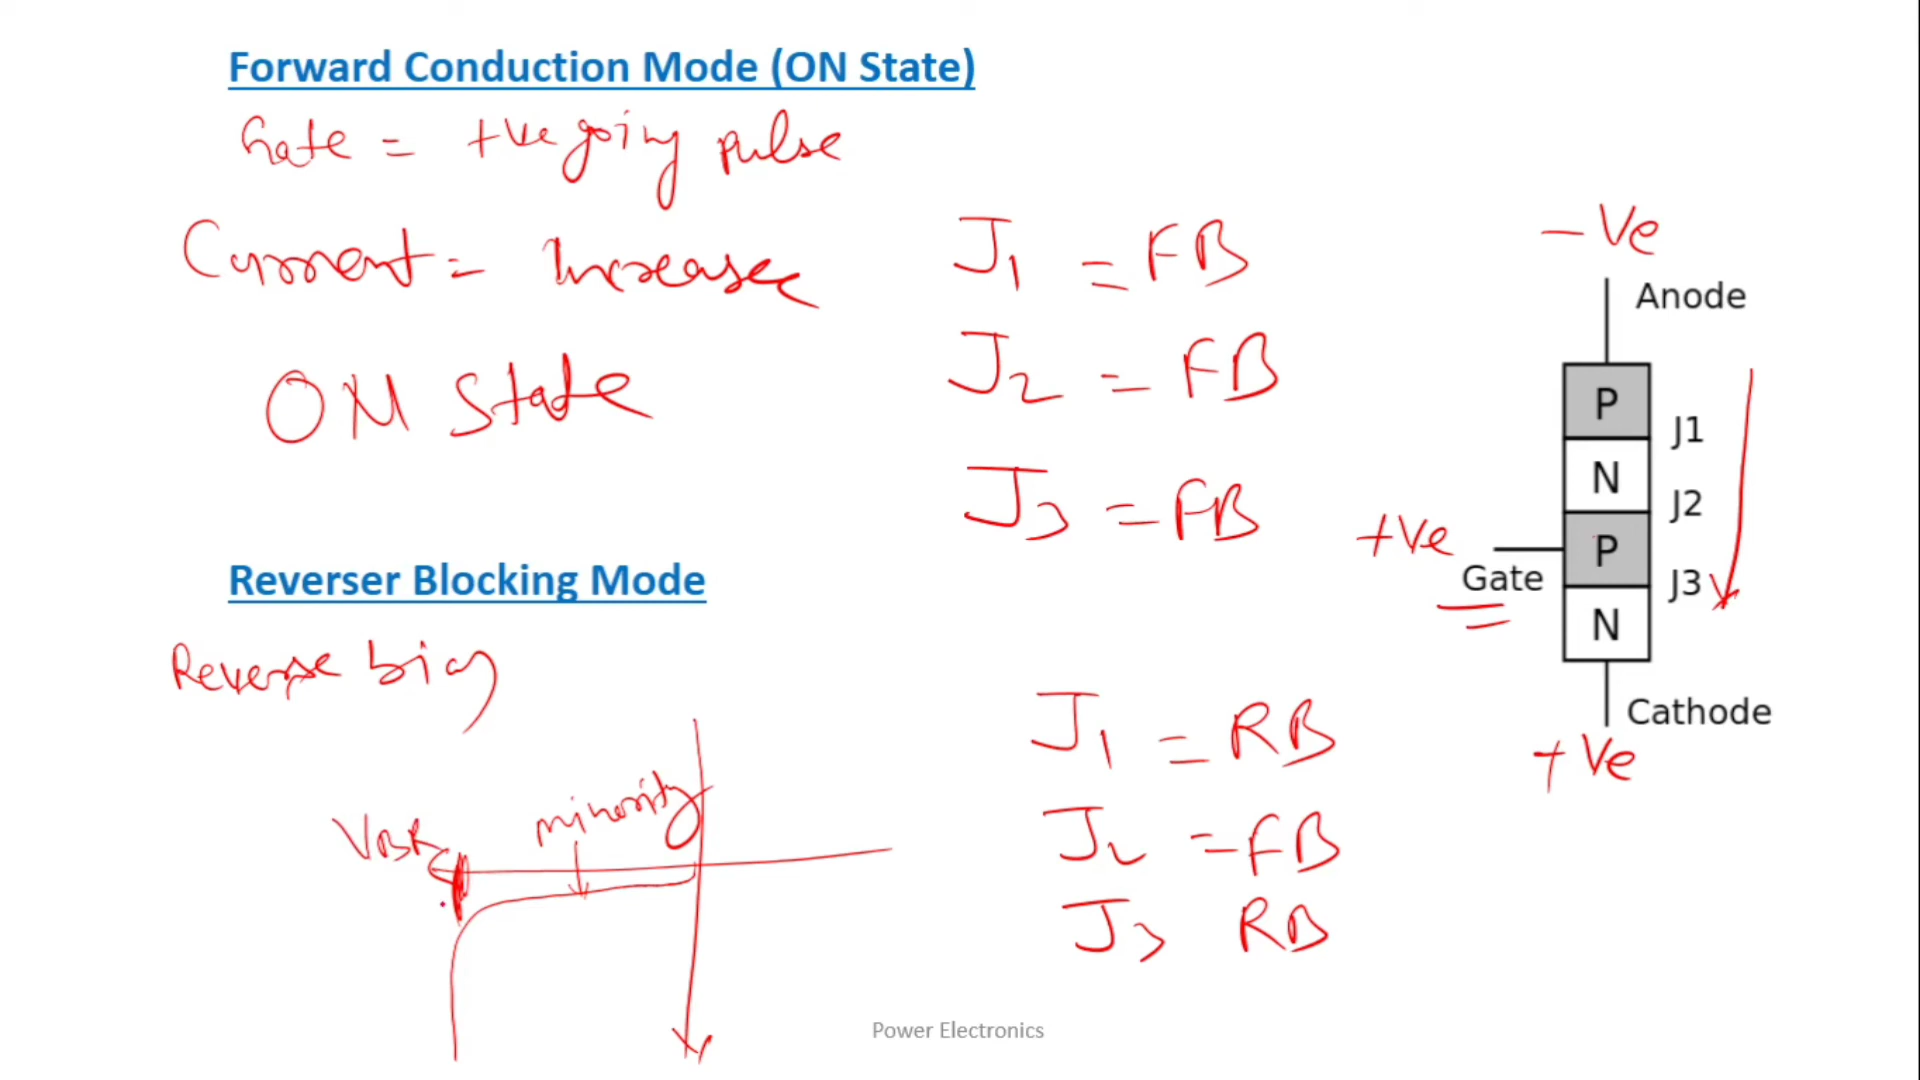 Forward Conduction Mode (ON State)
Gate = +ve going pulse
Current = Increases
ON State
J1 = FB
J2 = FB
J3 = FB
-Ve
Anode
P
J1
N
J2
+Ve
P
Gate
J3
N
Cathode
+Ve
Reverser Blocking Mode
Reverse bias
minority
J1 = RB
J2 = FB
J3 RB
Power Electronics